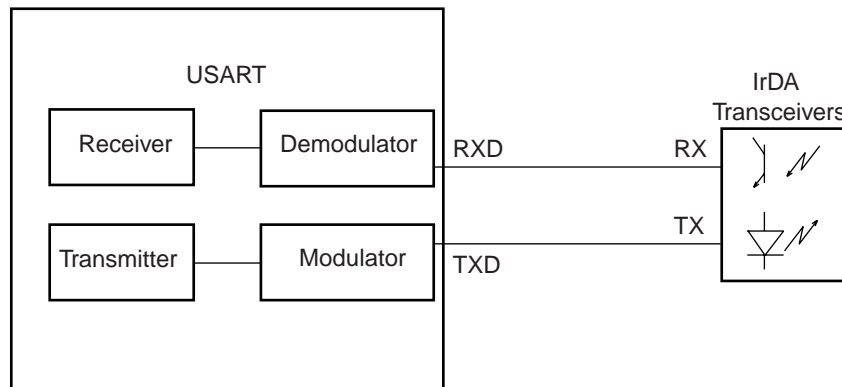 USART
IrDA
Transceivers
Receiver
Demodulator
RXD
RX
Transmitter
Modulator
TX
TXD